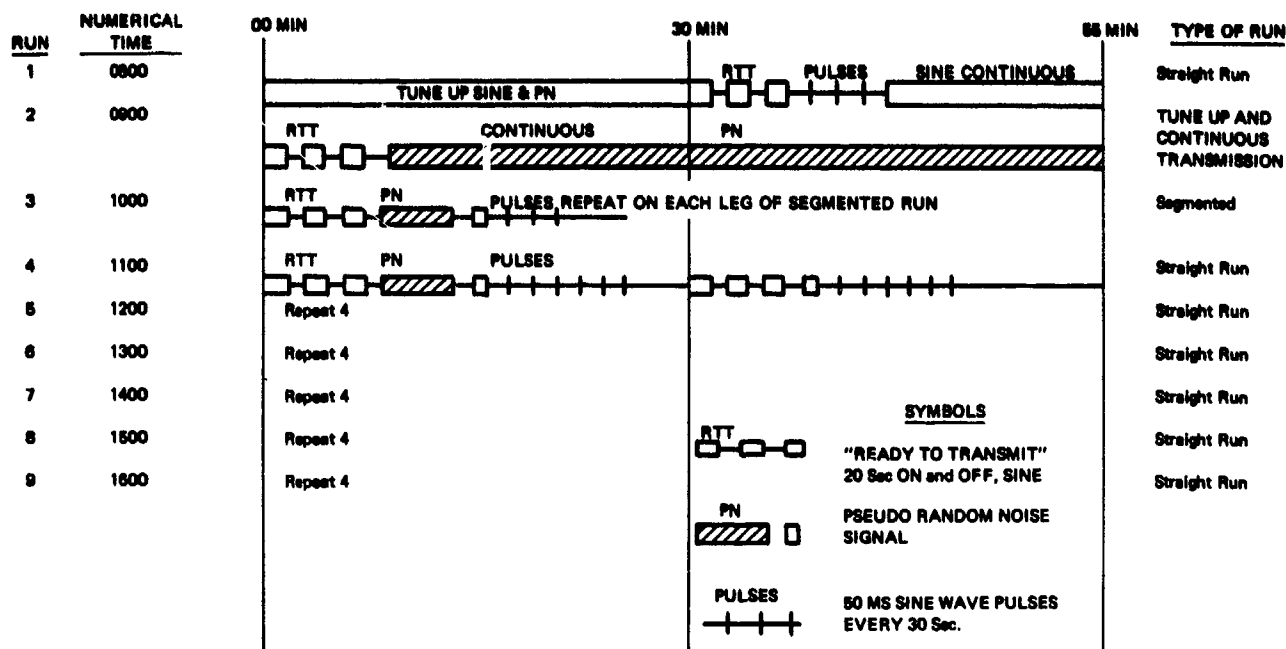 RUN NUMERICAL TIME 00 MIN 30 MIN 55 MIN TYPE OF RUN
1 0800 TUNE UP SINE & PN RTT PULSES SINE CONTINUOUS Straight Run
2 0900 RTT CONTINUOUS PN TUNE UP AND CONTINUOUS TRANSMISSION
3 1000 RTT PN PULSES REPEAT ON EACH LEG OF SEGMENTED RUN Segmented
4 1100 RTT PN PULSES Straight Run
5 1200 Repeat 4 Straight Run
6 1300 Repeat 4 Straight Run
7 1400 Repeat 4 Straight Run
8 1500 Repeat 4 Straight Run
9 1600 Repeat 4 Straight Run
SYMBOLS
RTT
"READY TO TRANSMIT"
20 Sec ON and OFF, SINE
PN
PSEUDO RANDOM NOISE
SIGNAL
PULSES
50 MS SINE WAVE PULSES
EVERY 30 Sec.